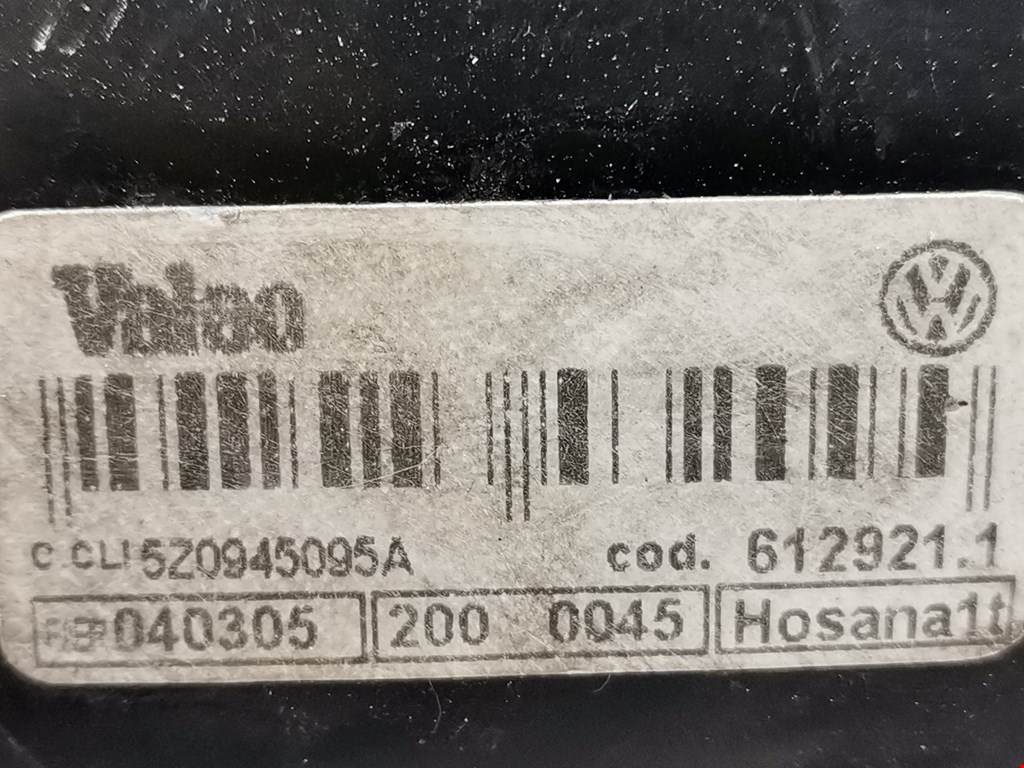 Valeo
C.CLI 5Z0945095A cod. 612921.1
040305 200 0045 Hosana1t